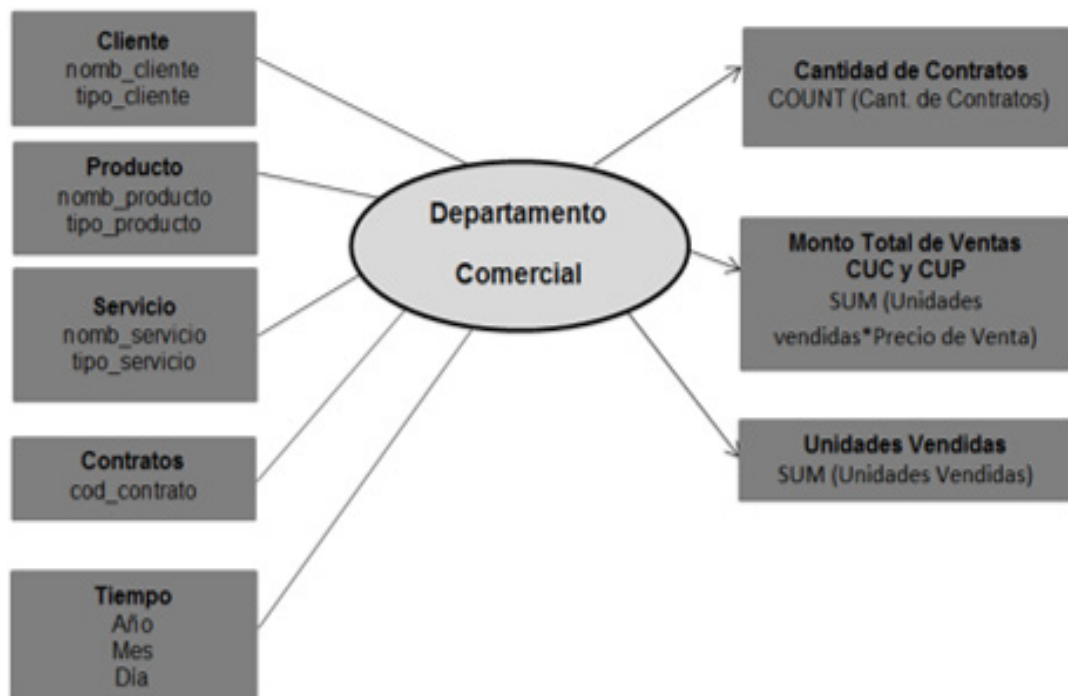 Cliente
nomb_cliente
tipo_cliente
Producto
nomb_producto
tipo_producto
Servicio
nomb_servicio
tipo_servicio
Contratos
cod_contrato
Tiempo
Año
Mes
Día
Departamento
Comercial
Cantidad de Contratos
COUNT (Cant. de Contratos)
Monto Total de Ventas
CUC y CUP
SUM (Unidades
vendidas*Precio de Venta)
Unidades Vendidas
SUM (Unidades Vendidas)